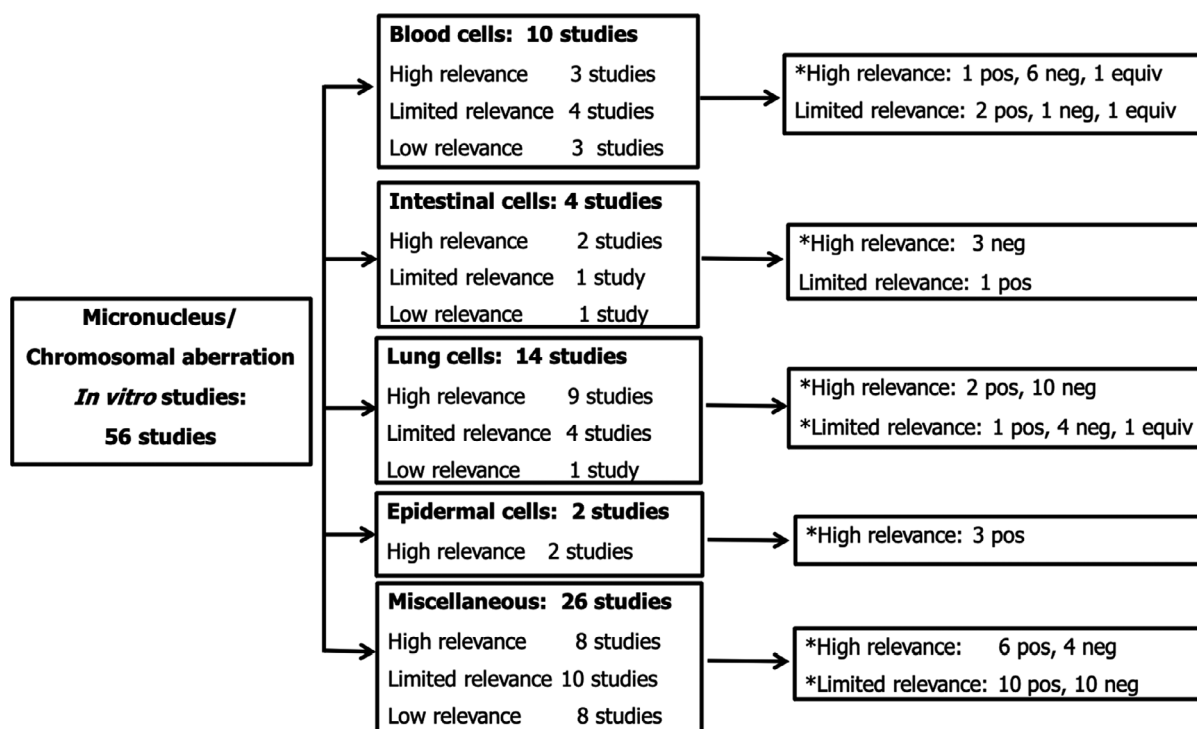 Micronucleus/
Chromosomal aberration
In vitro studies:
56 studies
Blood cells: 10 studies
High relevance 3 studies
Limited relevance 4 studies
Low relevance 3 studies
*High relevance: 1 pos, 6 neg, 1 equiv
Limited relevance: 2 pos, 1 neg, 1 equiv
Intestinal cells: 4 studies
High relevance 2 studies
Limited relevance 1 study
Low relevance 1 study
*High relevance: 3 neg
Limited relevance: 1 pos
Lung cells: 14 studies
High relevance 9 studies
Limited relevance 4 studies
Low relevance 1 study
*High relevance: 2 pos, 10 neg
*Limited relevance: 1 pos, 4 neg, 1 equiv
Epidermal cells: 2 studies
High relevance 2 studies
*High relevance: 3 pos
Miscellaneous: 26 studies
High relevance 8 studies
Limited relevance 10 studies
Low relevance 8 studies
*High relevance: 6 pos, 4 neg
*Limited relevance: 10 pos, 10 neg